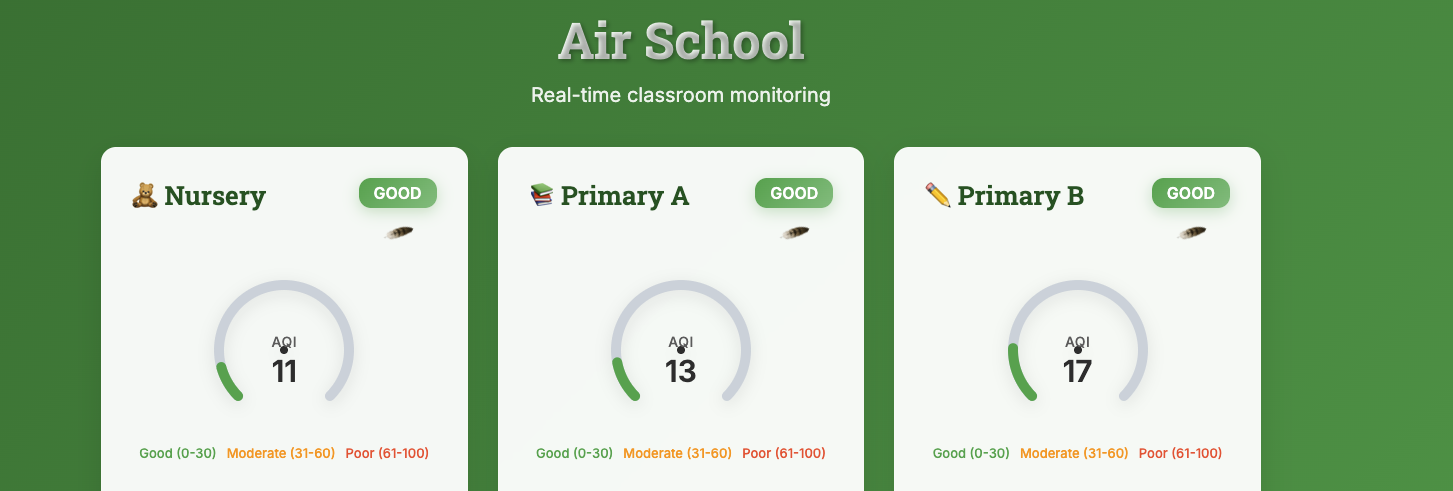 Air School
Real-time classroom monitoring
Nursery GOOD
AQI
11
Good (0-30) Moderate (31-60) Poor (61-100)
Primary A GOOD
AQI
13
Good (0-30) Moderate (31-60) Poor (61-100)
Primary B GOOD
AQI
17
Good (0-30) Moderate (31-60) Poor (61-100)